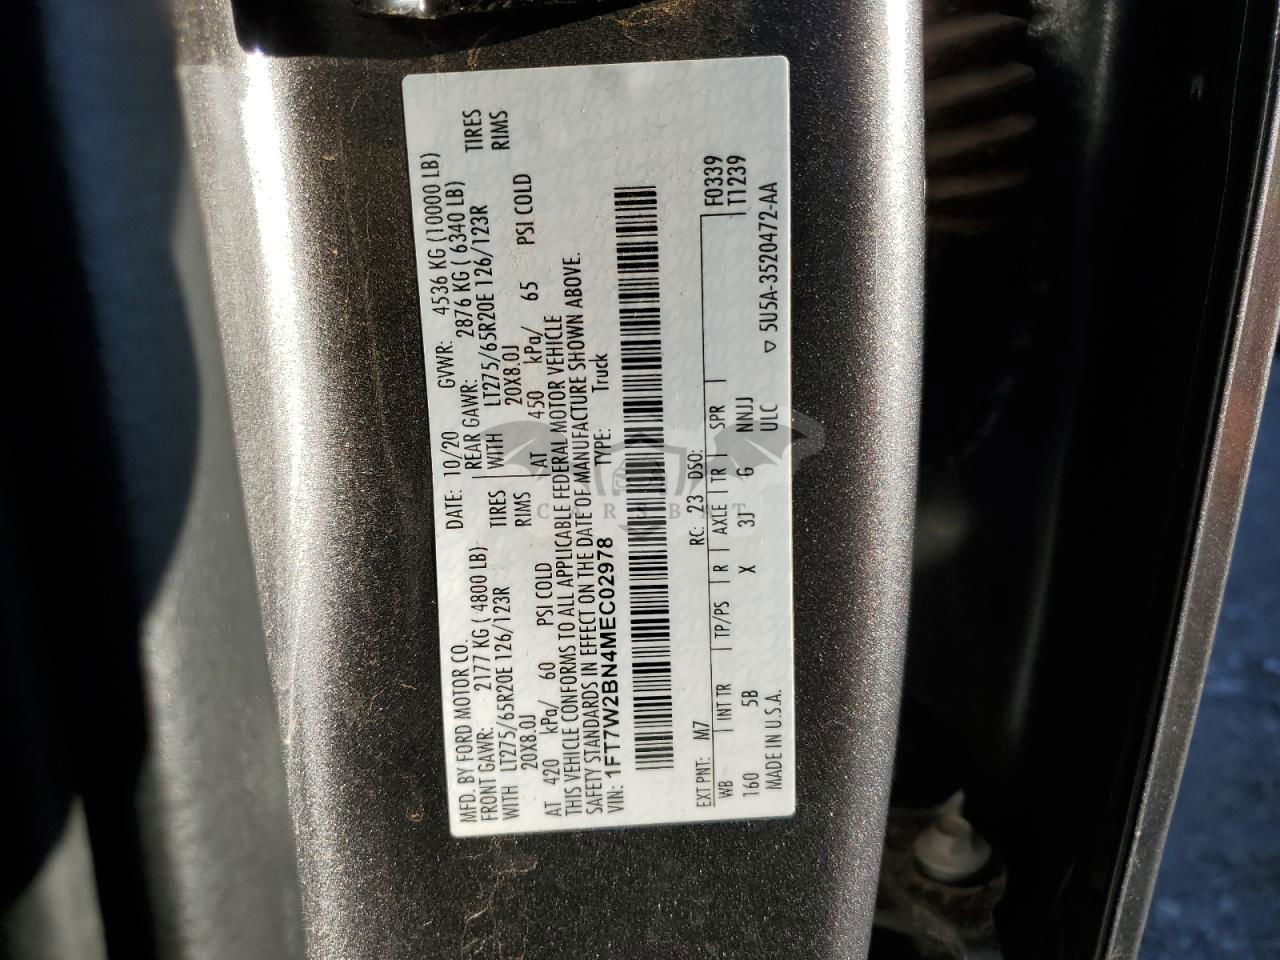 MFD. BY FORD MOTOR CO.
DATE: 10/20 GVWR: 4536 KG (10000 LB)
FRONT GAWR: 2177 KG ( 4800 LB)
REAR GAWR: 2876 KG ( 6340 LB)
WITH LT275/65R20E 126/123R TIRES
WITH LT275/65R20E 126/123R TIRES
20X8.0J RIMS
20X8.0J RIMS
AT 420 kPa/ 60 PSI COLD
AT 450 kPa/ 65 PSI COLD
THIS VEHICLE CONFORMS TO ALL APPLICABLE FEDERAL MOTOR VEHICLE
SAFETY STANDARDS IN EFFECT ON THE DATE OF MANUFACTURE SHOWN ABOVE.
VIN: 1FT7W2BN4MEC02978 TYPE: Truck
EXT PNT: M7 RC: 23 DSO: F0339
WB INT TR TP/PS R AXLE TR SPR T1239
160 5B X 3J G NNJJ
MADE IN U.S.A. ULC ▽ 5U5A-3520472-AA
CARSBAT